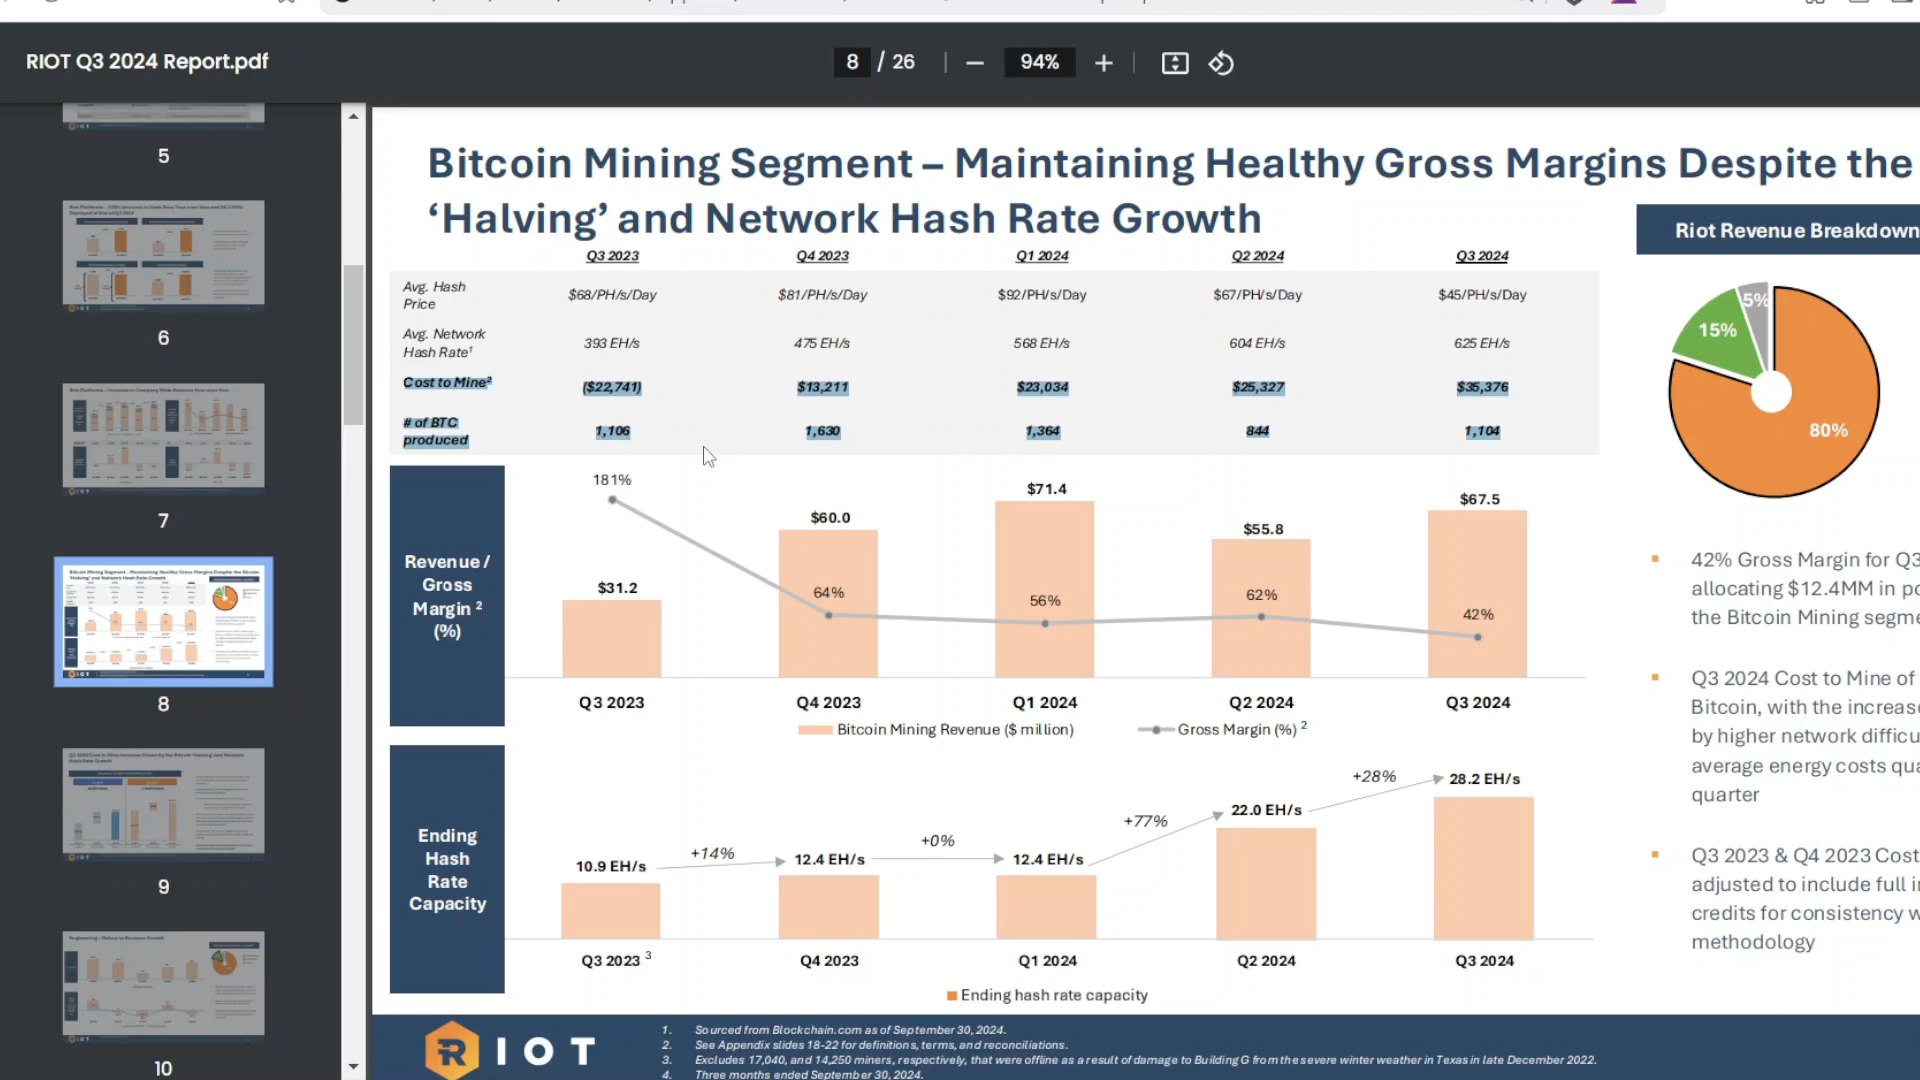 RIOT Q3 2024 Report.pdf
8 / 26
94%
5
6
7
8
9
10
Bitcoin Mining Segment – Maintaining Healthy Gross Margins Despite the
‘Halving’ and Network Hash Rate Growth
Q3 2023 Q4 2023 Q1 2024 Q2 2024 Q3 2024
Avg. Hash
Price
$68/PH/s/Day $81/PH/s/Day $92/PH/s/Day $67/PH/s/Day $45/PH/s/Day
Avg. Network
Hash Rate¹
393 EH/s 475 EH/s 568 EH/s 604 EH/s 625 EH/s
Cost to Mine² ($22,741) $13,211 $23,034 $25,327 $35,376
# of BTC
produced
1,106 1,630 1,364 844 1,104
Revenue /
Gross
Margin ²
(%)
181% 64% 56% 62% 42%
$31.2 $60.0 $71.4 $55.8 $67.5
Q3 2023 Q4 2023 Q1 2024 Q2 2024 Q3 2024
Bitcoin Mining Revenue ($ million) Gross Margin (%) ²
Ending
Hash
Rate
Capacity
10.9 EH/s +14% 12.4 EH/s +0% 12.4 EH/s +77% 22.0 EH/s +28% 28.2 EH/s
Q3 2023 ³ Q4 2023 Q1 2024 Q2 2024 Q3 2024
Ending hash rate capacity
Riot Revenue Breakdown
5%
15%
80%
42% Gross Margin for Q3
allocating $12.4MM in po
the Bitcoin Mining segme
Q3 2024 Cost to Mine of
Bitcoin, with the increase
by higher network difficu
average energy costs qua
quarter
Q3 2023 & Q4 2023 Cost
adjusted to include full in
credits for consistency w
methodology
RIOT
1. Sourced from Blockchain.com as of September 30, 2024.
2. See Appendix slides 18-22 for definitions, terms, and reconciliations.
3. Excludes 17,040, and 14,250 miners, respectively, that were offline as a result of damage to Building G from the severe winter weather in Texas in late December 2022.
4. Three months ended September 30, 2024.